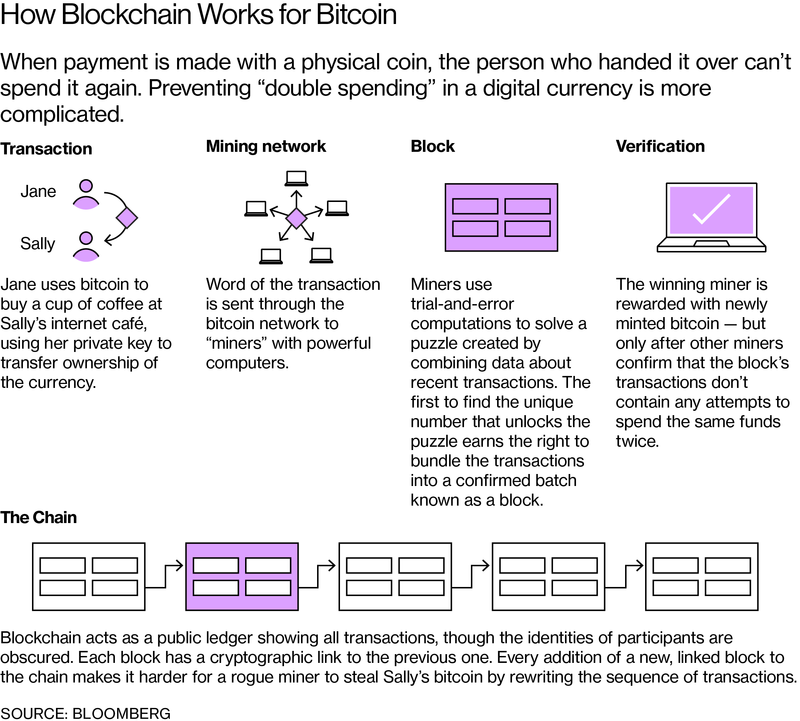 How Blockchain Works for Bitcoin
When payment is made with a physical coin, the person who handed it over can’t
spend it again. Preventing “double spending” in a digital currency is more
complicated.
Transaction
Jane
Sally
Jane uses bitcoin to
buy a cup of coffee at
Sally’s internet café,
using her private key to
transfer ownership of
the currency.
Mining network
Word of the transaction
is sent through the
bitcoin network to
“miners” with powerful
computers.
Block
Miners use
trial-and-error
computations to solve a
puzzle created by
combining data about
recent transactions. The
first to find the unique
number that unlocks the
puzzle earns the right to
bundle the transactions
into a confirmed batch
known as a block.
Verification
The winning miner is
rewarded with newly
minted bitcoin — but
only after other miners
confirm that the block’s
transactions don’t
contain any attempts to
spend the same funds
twice.
The Chain
Blockchain acts as a public ledger showing all transactions, though the identities of participants are
obscured. Each block has a cryptographic link to the previous one. Every addition of a new, linked block to
the chain makes it harder for a rogue miner to steal Sally’s bitcoin by rewriting the sequence of transactions.
SOURCE: BLOOMBERG